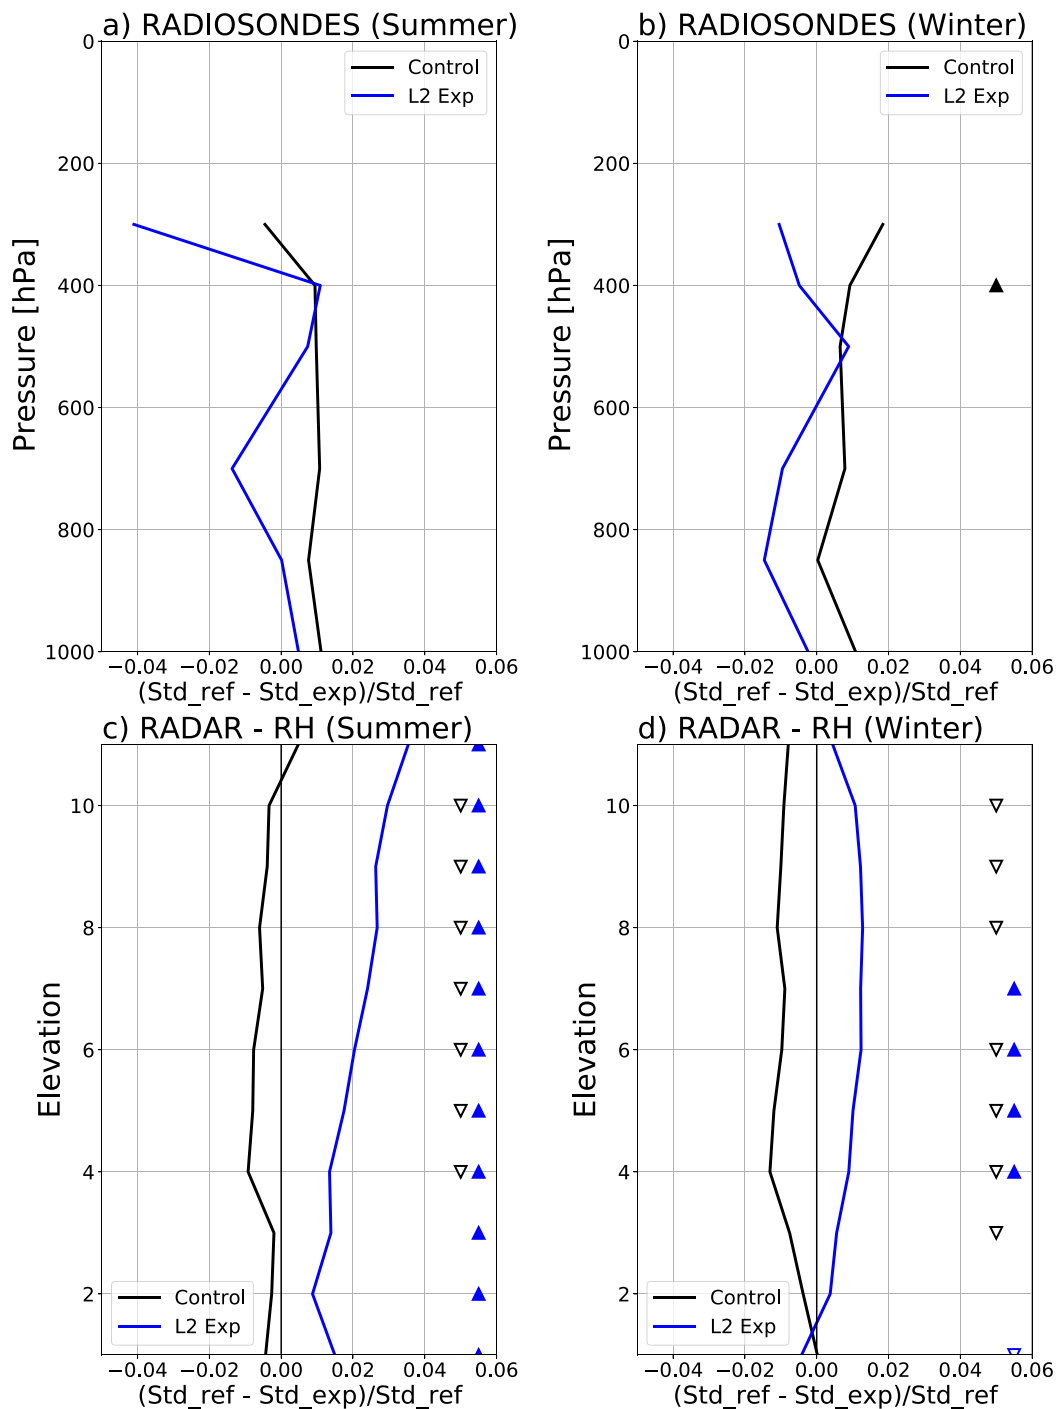 a) RADIOSONDES (Summer)
Control
L2 Exp
0
200
400
600
800
1000
Pressure [hPa]
−0.04 −0.02 0.00 0.02 0.04 0.06
(Std_ref - Std_exp)/Std_ref
b) RADIOSONDES (Winter)
Control
L2 Exp
0
200
400
600
800
1000
Pressure [hPa]
−0.04 −0.02 0.00 0.02 0.04 0.06
(Std_ref - Std_exp)/Std_ref
c) RADAR - RH (Summer)
10
8
6
4
2
Elevation
Control
L2 Exp
−0.04 −0.02 0.00 0.02 0.04 0.06
(Std_ref - Std_exp)/Std_ref
d) RADAR - RH (Winter)
10
8
6
4
2
Elevation
Control
L2 Exp
−0.04 −0.02 0.00 0.02 0.04 0.06
(Std_ref - Std_exp)/Std_ref